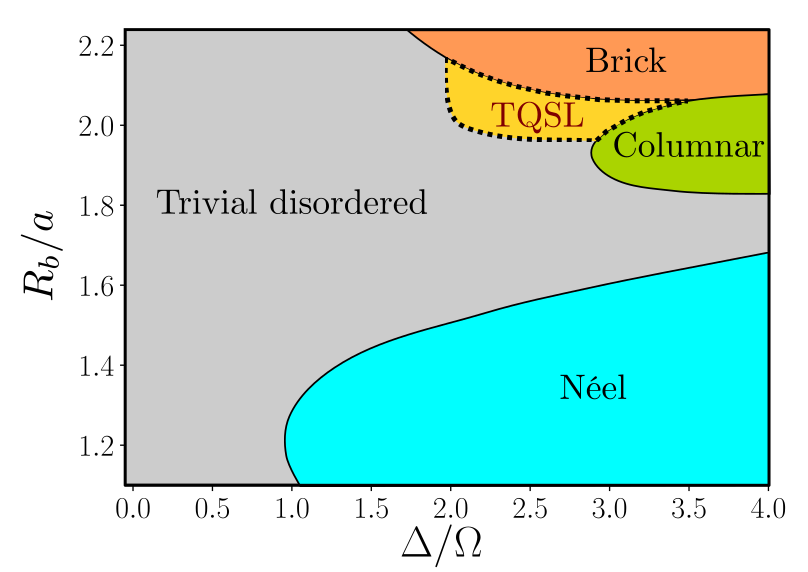 2.2
2.0
1.8
1.6
1.4
1.2
R_b/a
Brick
TQSL
Columnar
Trivial disordered
Néel
0.0 0.5 1.0 1.5 2.0 2.5 3.0 3.5 4.0
Δ/Ω